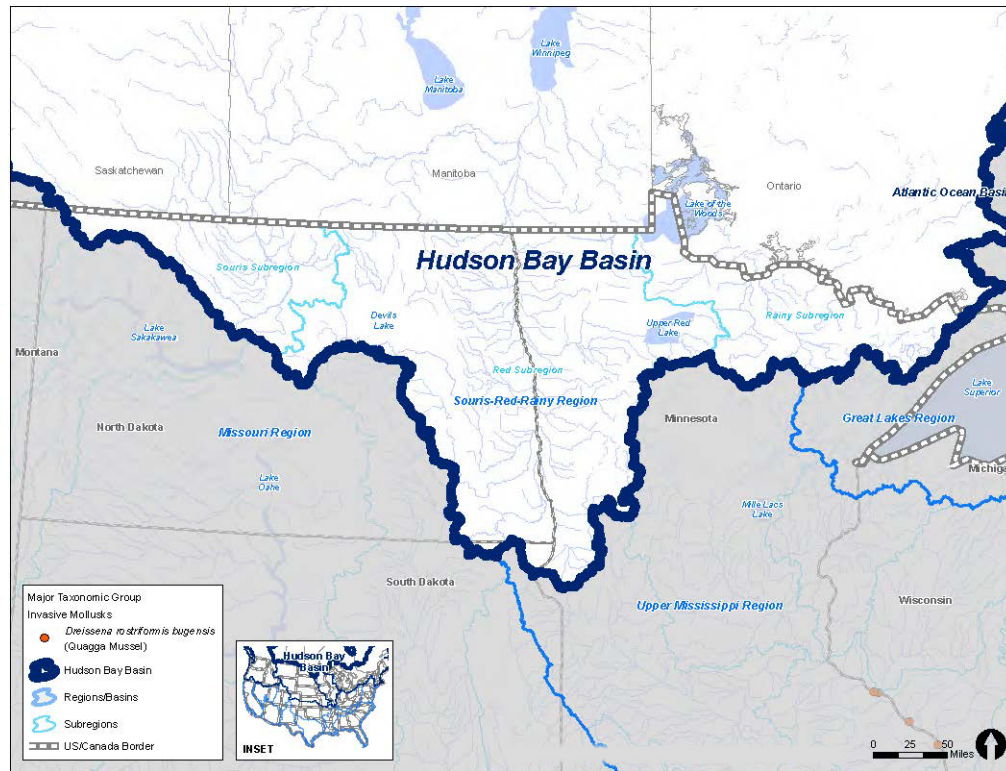 Lake
Winnipeg
Lake
Manitoba
Saskatchewan
Manitoba
Ontario
Atlantic Ocean Basin
Lake of the
Woods
Hudson Bay Basin
Souris Subregion
Devils
Lake
Upper Red
Lake
Rainy Subregion
Lake
Sakakawea
Montana
Red Subregion
Souris-Red-Rainy Region
Lake
Superior
North Dakota
Missouri Region
Minnesota
Great Lakes Region
Michiga
Lake
Oahe
Mille Lacs
Lake
South Dakota
Upper Mississippi Region
Wisconsin
Major Taxonomic Group
Invasive Mollusks
Dreissena rostriformis bugensis
(Quagga Mussel)
Hudson Bay Basin
Regions/Basins
Subregions
US/Canada Border
Hudson Bay
Basin
INSET
0 25 50
Miles